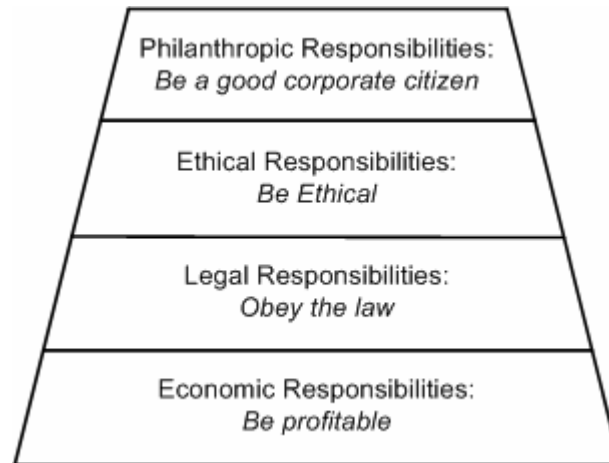 Philanthropic Responsibilities:
Be a good corporate citizen
Ethical Responsibilities:
Be Ethical
Legal Responsibilities:
Obey the law
Economic Responsibilities:
Be profitable